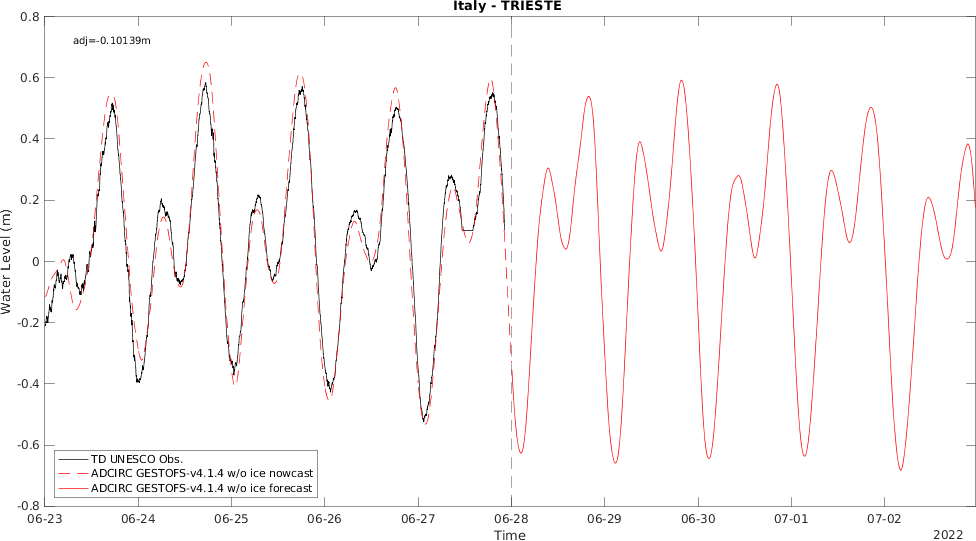 Italy - TRIESTE
adj=-0.10139m
0.8
0.6
0.4
0.2
0
-0.2
-0.4
-0.6
-0.8
Water Level (m)
TD UNESCO Obs.
ADCIRC GESTOFS-v4.1.4 w/o ice nowcast
ADCIRC GESTOFS-v4.1.4 w/o ice forecast
06-23 06-24 06-25 06-26 06-27 06-28 06-29 06-30 07-01 07-02
Time
2022